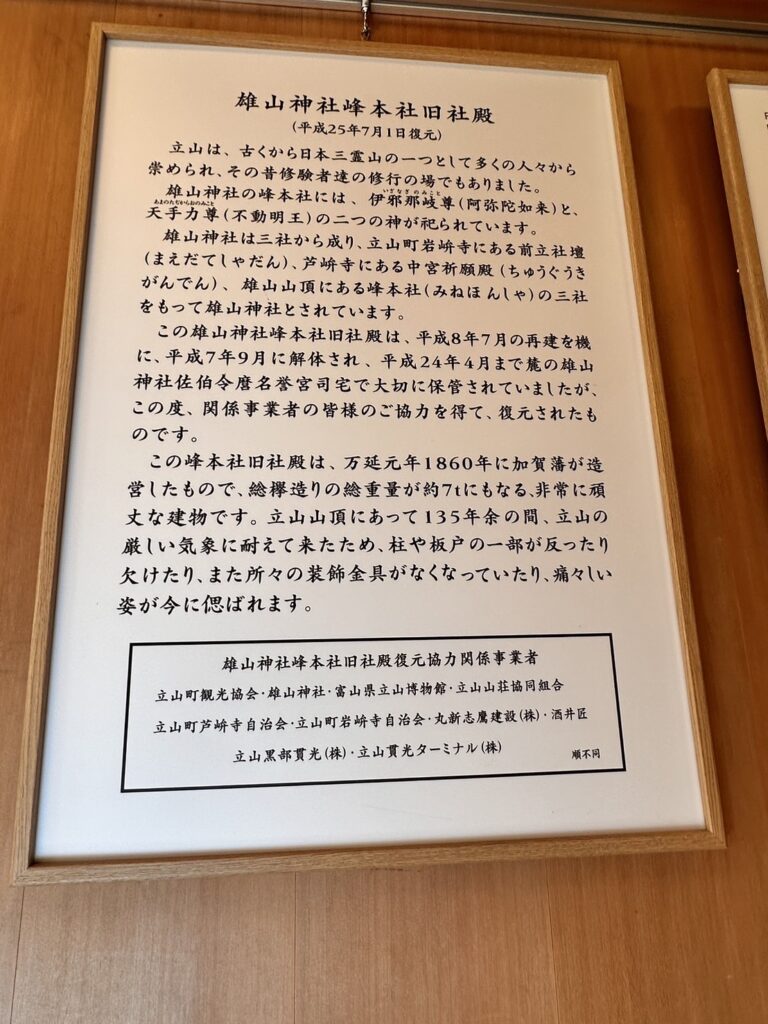 雄山神社峰本社旧社殿
(平成25年7月1日復元)
立山は、古くから日本三霊山の一つとして多くの人々から
崇められ、その昔修験者達の修行の場でもありました。
雄山神社の峰本社には、伊邪那岐尊(阿弥陀如来)と、
天手力尊(不動明王)の二つの神が祀られています。
雄山神社は三社から成り、立山町岩峅寺にある前立社壇
(まえだてしゃだん)、芦峅寺にある中宮祈願殿(ちゅうぐうき
がんでん)、雄山山頂にある峰本社(みねほんしゃ)の三社
をもって雄山神社とされています。
この雄山神社峰本社旧社殿は、平成8年7月の再建を機
に、平成7年9月に解体され、平成24年4月まで麓の雄山
神社佐伯令麿名誉宮司宅で大切に保管されていましたが、
この度、関係事業者の皆様のご協力を得て、復元されたも
のです。
この峰本社旧社殿は、万延元年1860年に加賀藩が造
営したもので、総欅造りの総重量が約7tにもなる、非常に頑
丈な建物です。立山山頂にあって135年余の間、立山の
厳しい気象に耐えて来たため、柱や板戸の一部が反ったり
欠けたり、また所々の装飾金具がなくなっていたり、痛々しい
姿が今に偲ばれます。
雄山神社峰本社旧社殿復元協力関係事業者
立山町観光協会・雄山神社・富山県立山博物館・立山山荘協同組合
立山町芦峅寺自治会・立山町岩峅寺自治会・丸新志鷹建設(株)・酒井匠
立山黒部貫光(株)・立山貫光ターミナル(株)
順不同